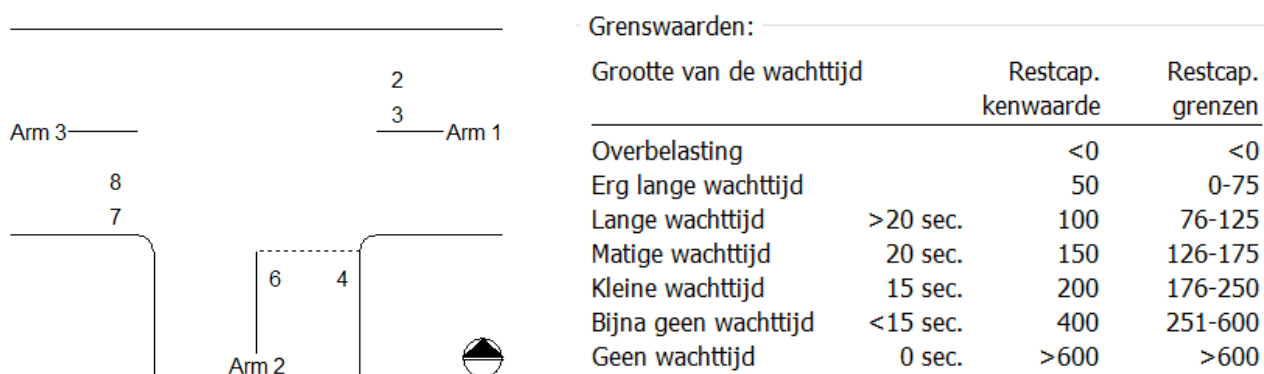 2
3
Arm 3
Arm 1
8
7
6 4
Arm 2
Grenswaarden:
Grootte van de wachttijd Restcap. Restcap.
kenwaarde grenzen
Overbelasting <0 <0
Erg lange wachttijd 50 0-75
Lange wachttijd >20 sec. 100 76-125
Matige wachttijd 20 sec. 150 126-175
Kleine wachttijd 15 sec. 200 176-250
Bijna geen wachttijd <15 sec. 400 251-600
Geen wachttijd 0 sec. >600 >600